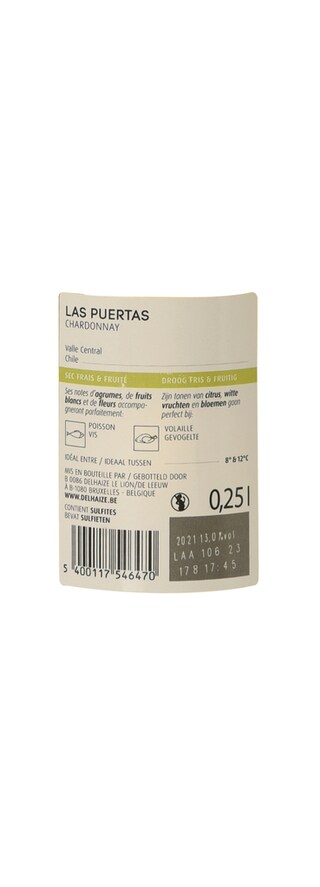 LAS PUERTAS
CHARDONNAY
Valle Central
Chile
SEC FRAIS & FRUITÉ DROOG FRIS & FRUITIG
Ses notes d'agrumes, de fruits
blancs et de fleurs accompa-
gneront parfaitement:
Zijn tonen van citrus, witte
vruchten en bloemen gaan
perfect bij:
POISSON
VIS
VOLAILLE
GEVOGELTE
IDÉAL ENTRE / IDEAAL TUSSEN 8° & 12°C
MIS EN BOUTEILLE PAR / GEBOTTELD DOOR
B 0086 DELHAIZE LE LION/DE LEEUW
À B-1080 BRUXELLES - BELGIQUE
WWW.DELHAIZE.BE
CONTIENT SULFITES
BEVAT SULFIETEN
0,25 l
2021 13,0%vol
LAA 106 23
178 17:45
5 400117 546470